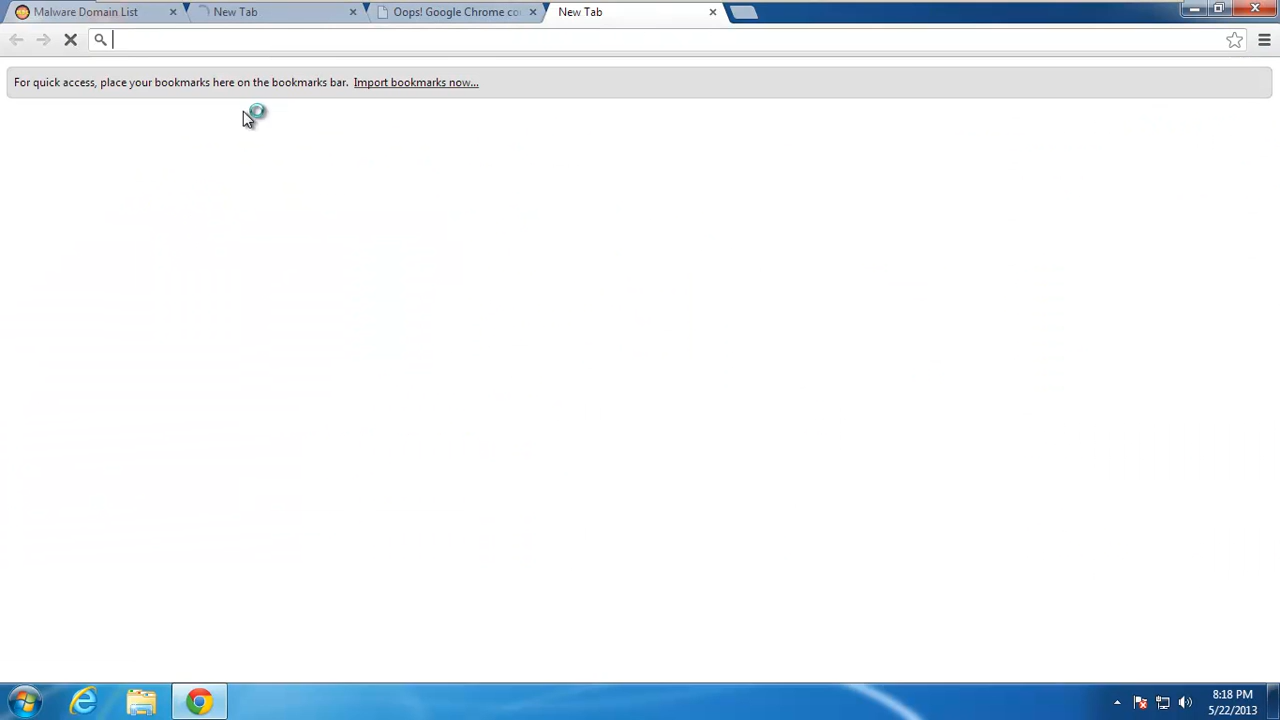 Malware Domain List
New Tab
Oops! Google Chrome co
New Tab
For quick access, place your bookmarks here on the bookmarks bar. Import bookmarks now...
8:18 PM
5/22/2013